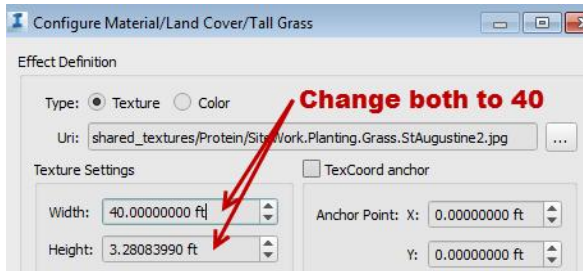 Configure Material/Land Cover/Tall Grass
Effect Definition
Type: Texture Color Change both to 40
Uri: shared_textures/Protein/SiteWork.Planting.Grass.StAugustine2.jpg ...
Texture Settings TexCoord anchor
Width: 40.00000000 ft Anchor Point: X: 0.00000000 ft
Height: 3.28083990 ft Y: 0.00000000 ft